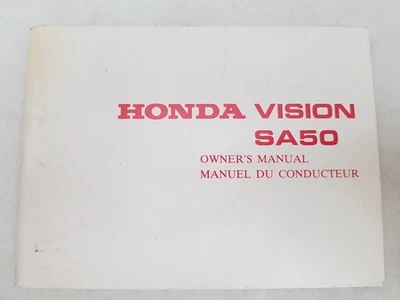 HONDA VISION
SA50
OWNER'S MANUAL
MANUEL DU CONDUCTEUR